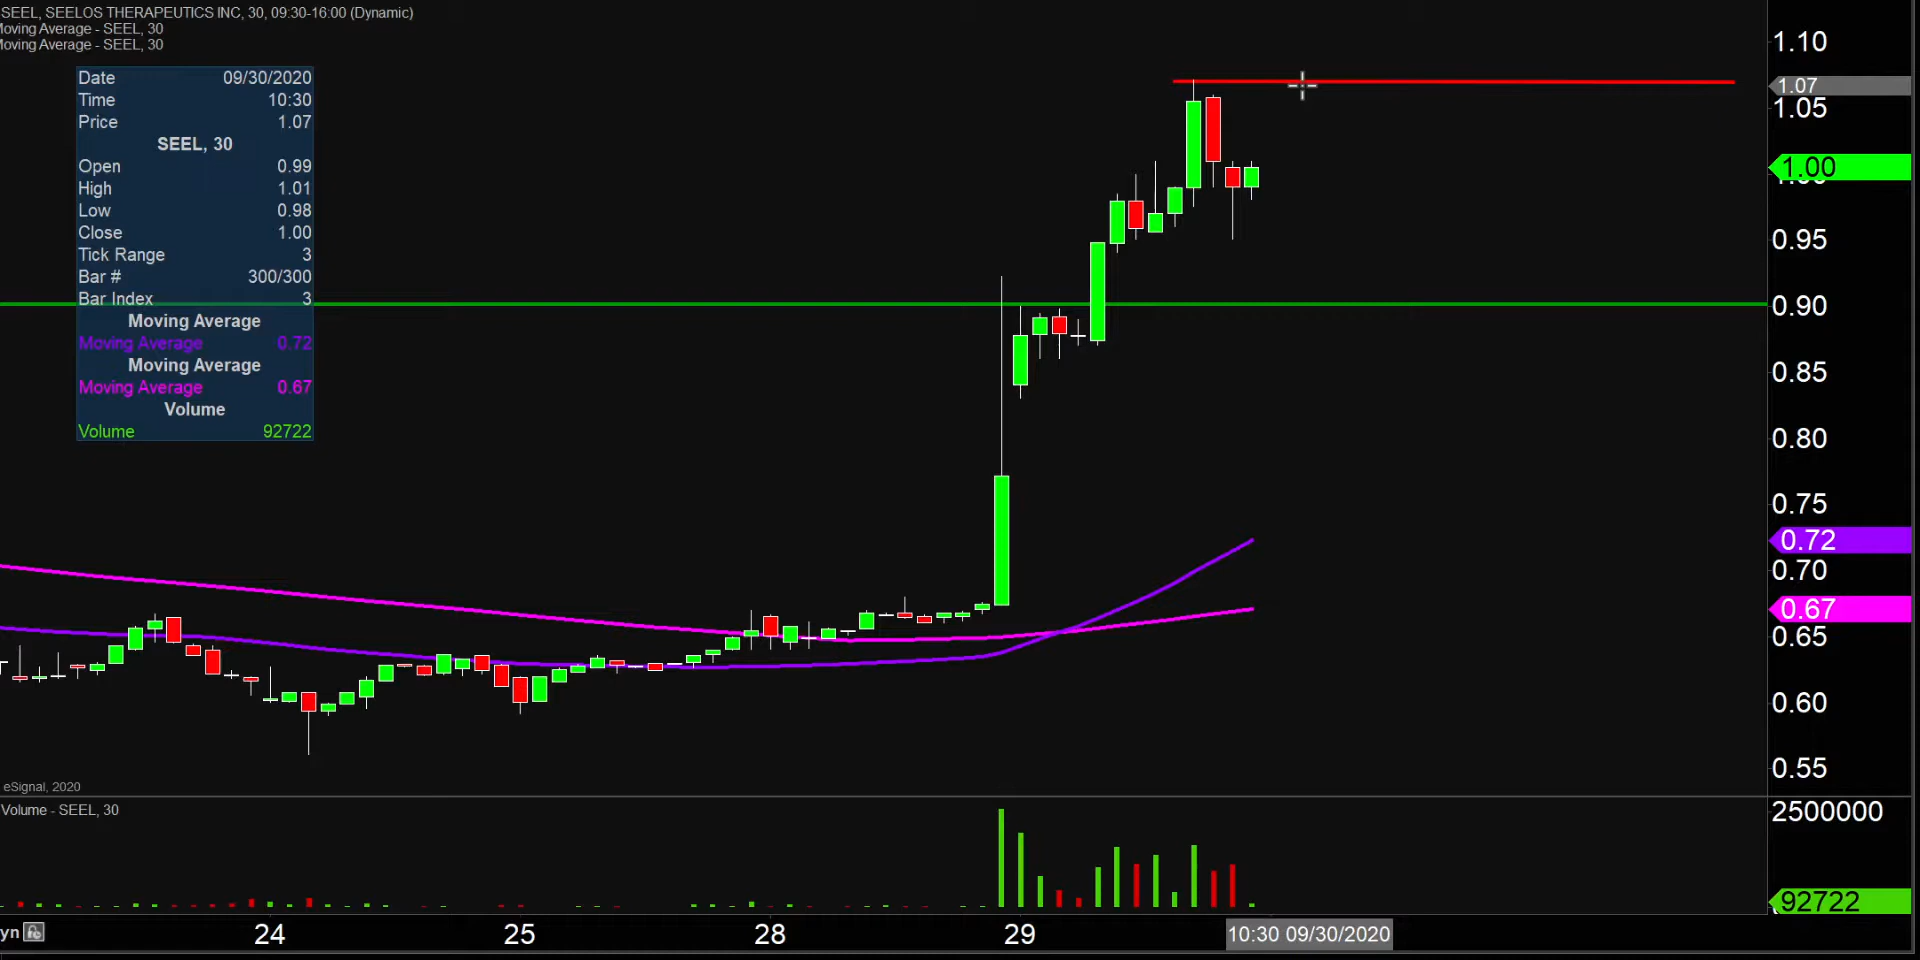 SEEL, SEELOS THERAPEUTICS INC, 30, 09:30-16:00 (Dynamic)
Moving Average - SEEL, 30
Moving Average - SEEL, 30
Date 09/30/2020
Time 10:30
Price 1.07
SEEL, 30
Open 0.99
High 1.01
Low 0.98
Close 1.00
Tick Range 3
Bar # 300/300
Bar Index 3
Moving Average
Moving Average 0.72
Moving Average
Moving Average 0.67
Volume
Volume 92722
1.10
1.07
1.05
1.00
0.95
0.90
0.85
0.80
0.75
0.72
0.70
0.67
0.65
0.60
0.55
eSignal, 2020
Volume - SEEL, 30
2500000
92722
yn 24 25 28 29 10:30 09/30/2020